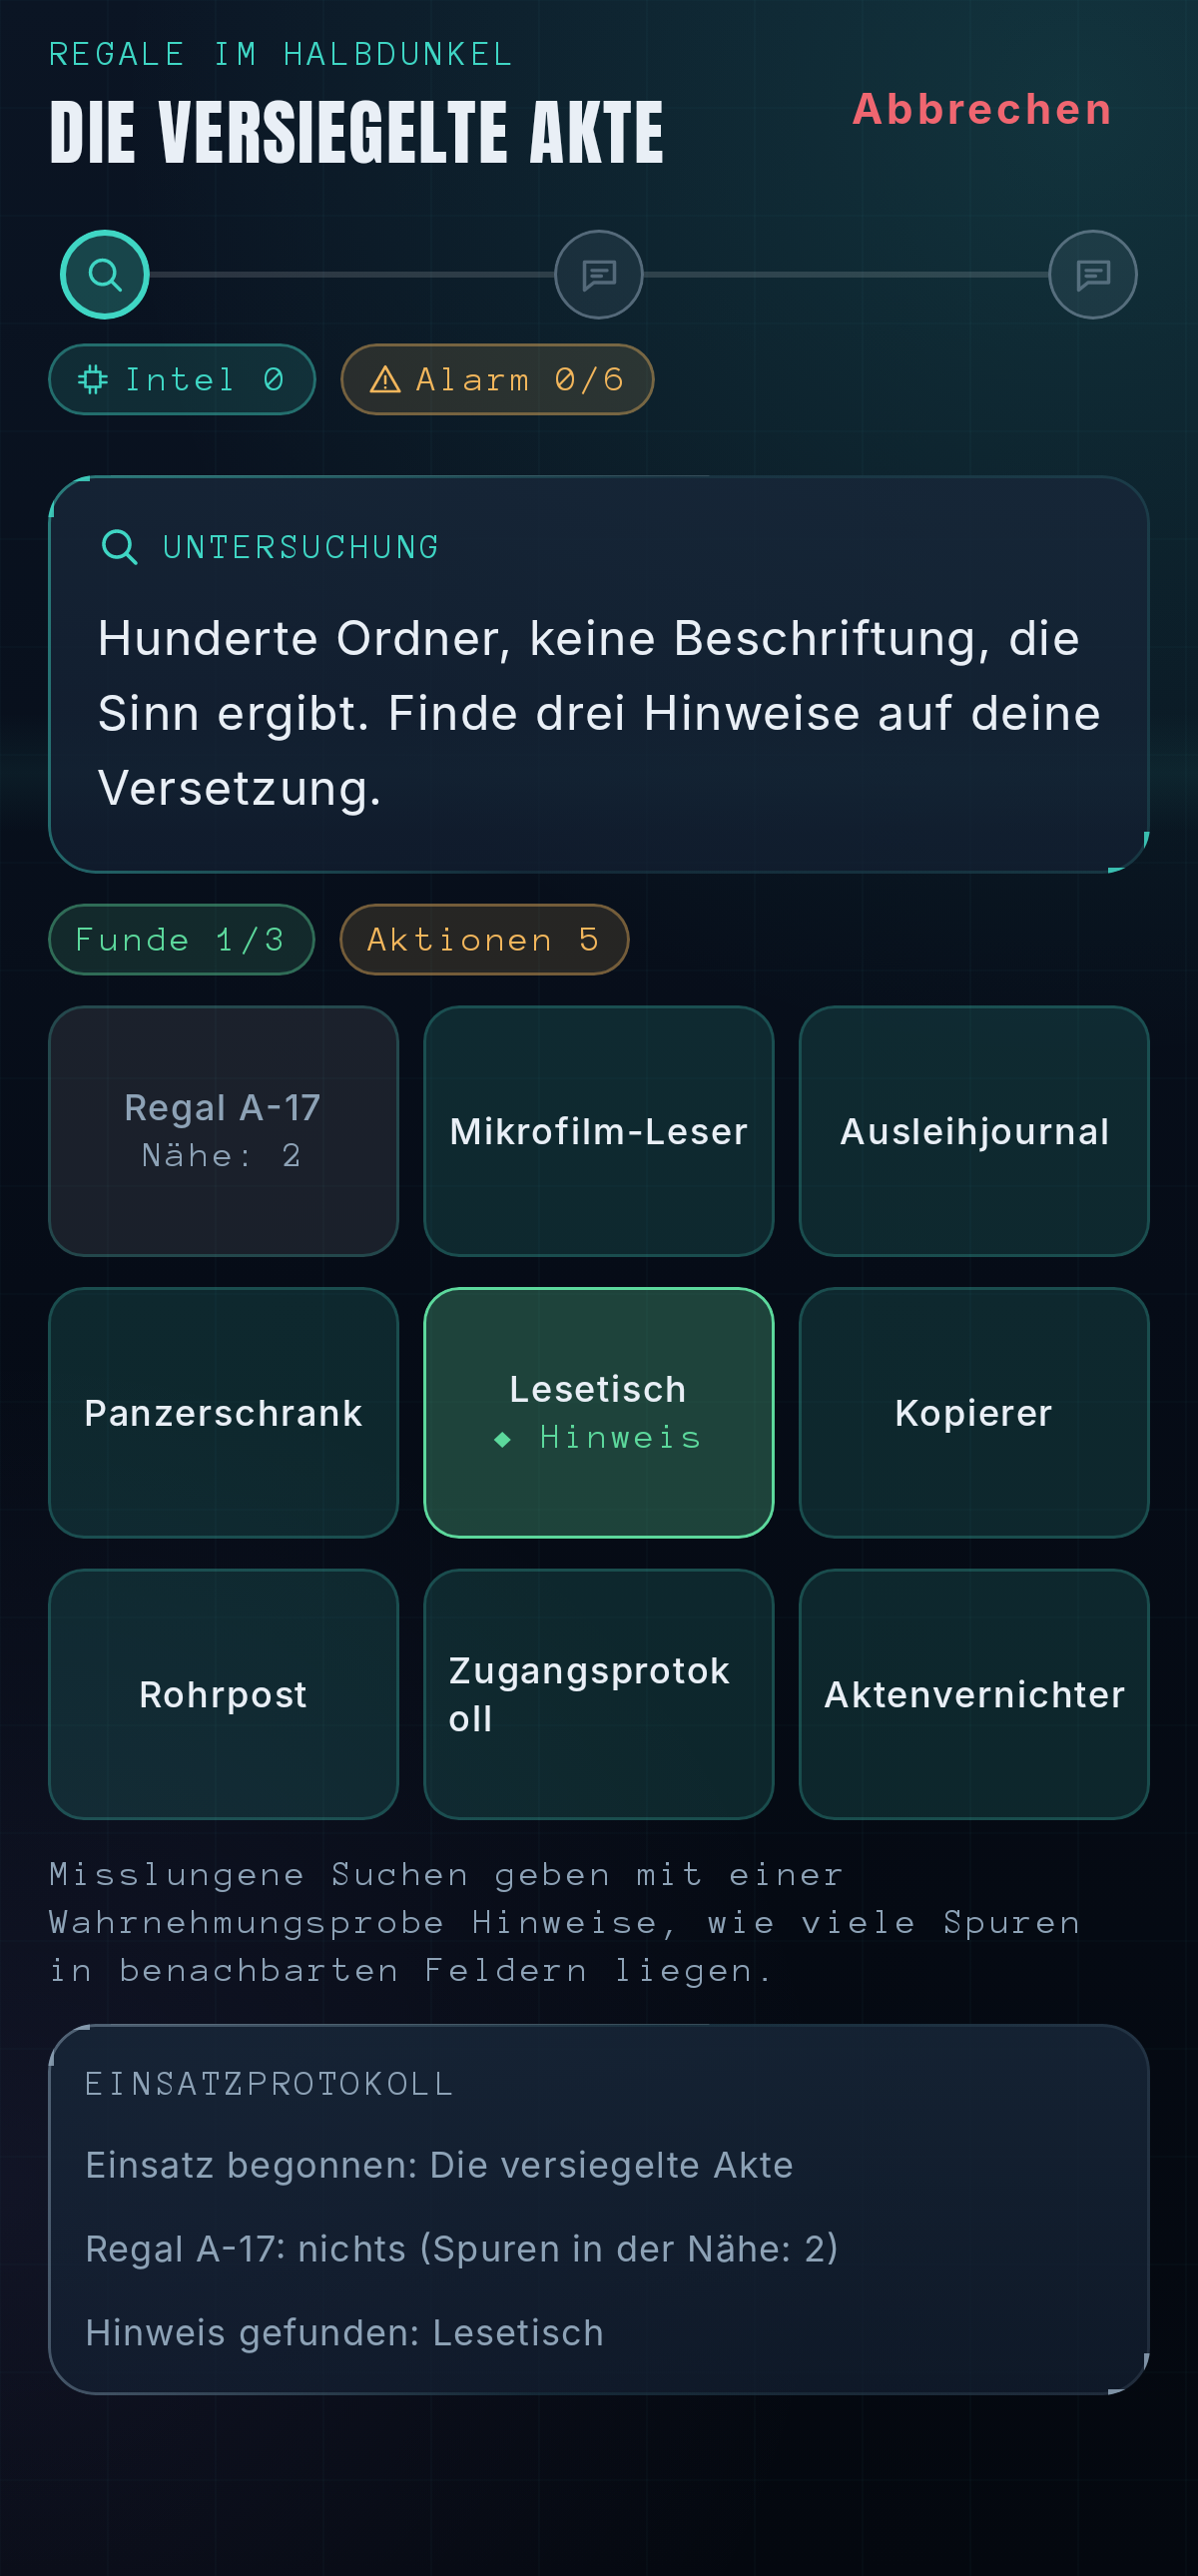 REGALE IM HALBDUNKEL
DIE VERSIEGELTE AKTE
Abbrechen
Intel 0
Alarm 0/6
UNTERSUCHUNG
Hunderte Ordner, keine Beschriftung, die
Sinn ergibt. Finde drei Hinweise auf deine
Versetzung.
Funde 1/3
Aktionen 5
Regal A-17
Nähe: 2
Mikrofilm-Leser
Ausleihjournal
Panzerschrank
Lesetisch
◆ Hinweis
Kopierer
Rohrpost
Zugangsprotok
oll
Aktenvernichter
Misslungene Suchen geben mit einer
Wahrnehmungsprobe Hinweise, wie viele Spuren
in benachbarten Feldern liegen.
EINSATZPROTOKOLL
Einsatz begonnen: Die versiegelte Akte
Regal A-17: nichts (Spuren in der Nähe: 2)
Hinweis gefunden: Lesetisch